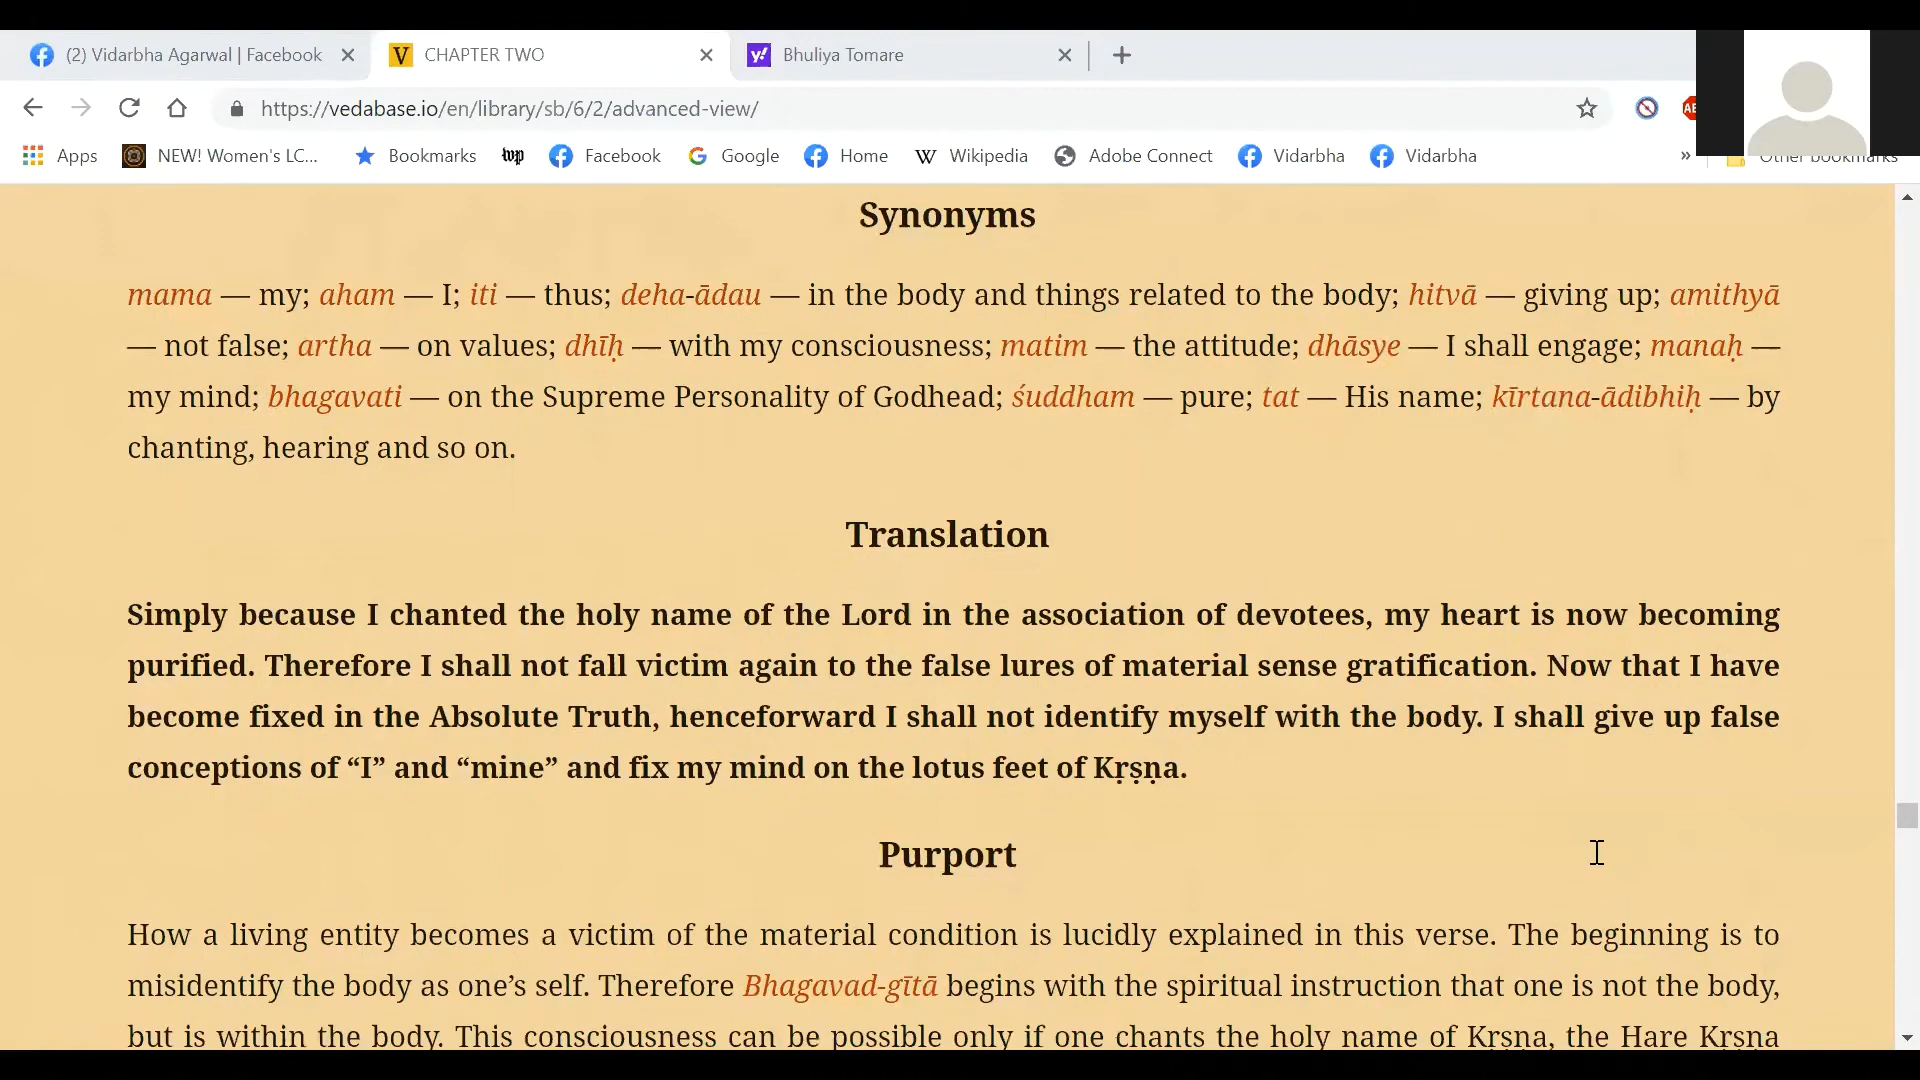 (2) Vidarbha Agarwal | Facebook
CHAPTER TWO
Bhuliya Tomare
https://vedabase.io/en/library/sb/6/2/advanced-view/
Apps NEW! Women's LC... Bookmarks wp Facebook Google Home Wikipedia Adobe Connect Vidarbha Vidarbha » Other bookmarks
Synonyms
mama — my; aham — I; iti — thus; deha-ādau — in the body and things related to the body; hitvā — giving up; amithyā
— not false; artha — on values; dhīḥ — with my consciousness; matim — the attitude; dhāsye — I shall engage; manaḥ —
my mind; bhagavati — on the Supreme Personality of Godhead; śuddham — pure; tat — His name; kīrtana-ādibhiḥ — by
chanting, hearing and so on.
Translation
Simply because I chanted the holy name of the Lord in the association of devotees, my heart is now becoming
purified. Therefore I shall not fall victim again to the false lures of material sense gratification. Now that I have
become fixed in the Absolute Truth, henceforward I shall not identify myself with the body. I shall give up false
conceptions of “I” and “mine” and fix my mind on the lotus feet of Kṛṣṇa.
Purport
How a living entity becomes a victim of the material condition is lucidly explained in this verse. The beginning is to
misidentify the body as one’s self. Therefore Bhagavad-gītā begins with the spiritual instruction that one is not the body,
but is within the body. This consciousness can be possible only if one chants the holy name of Kṛṣṇa, the Hare Kṛṣṇa